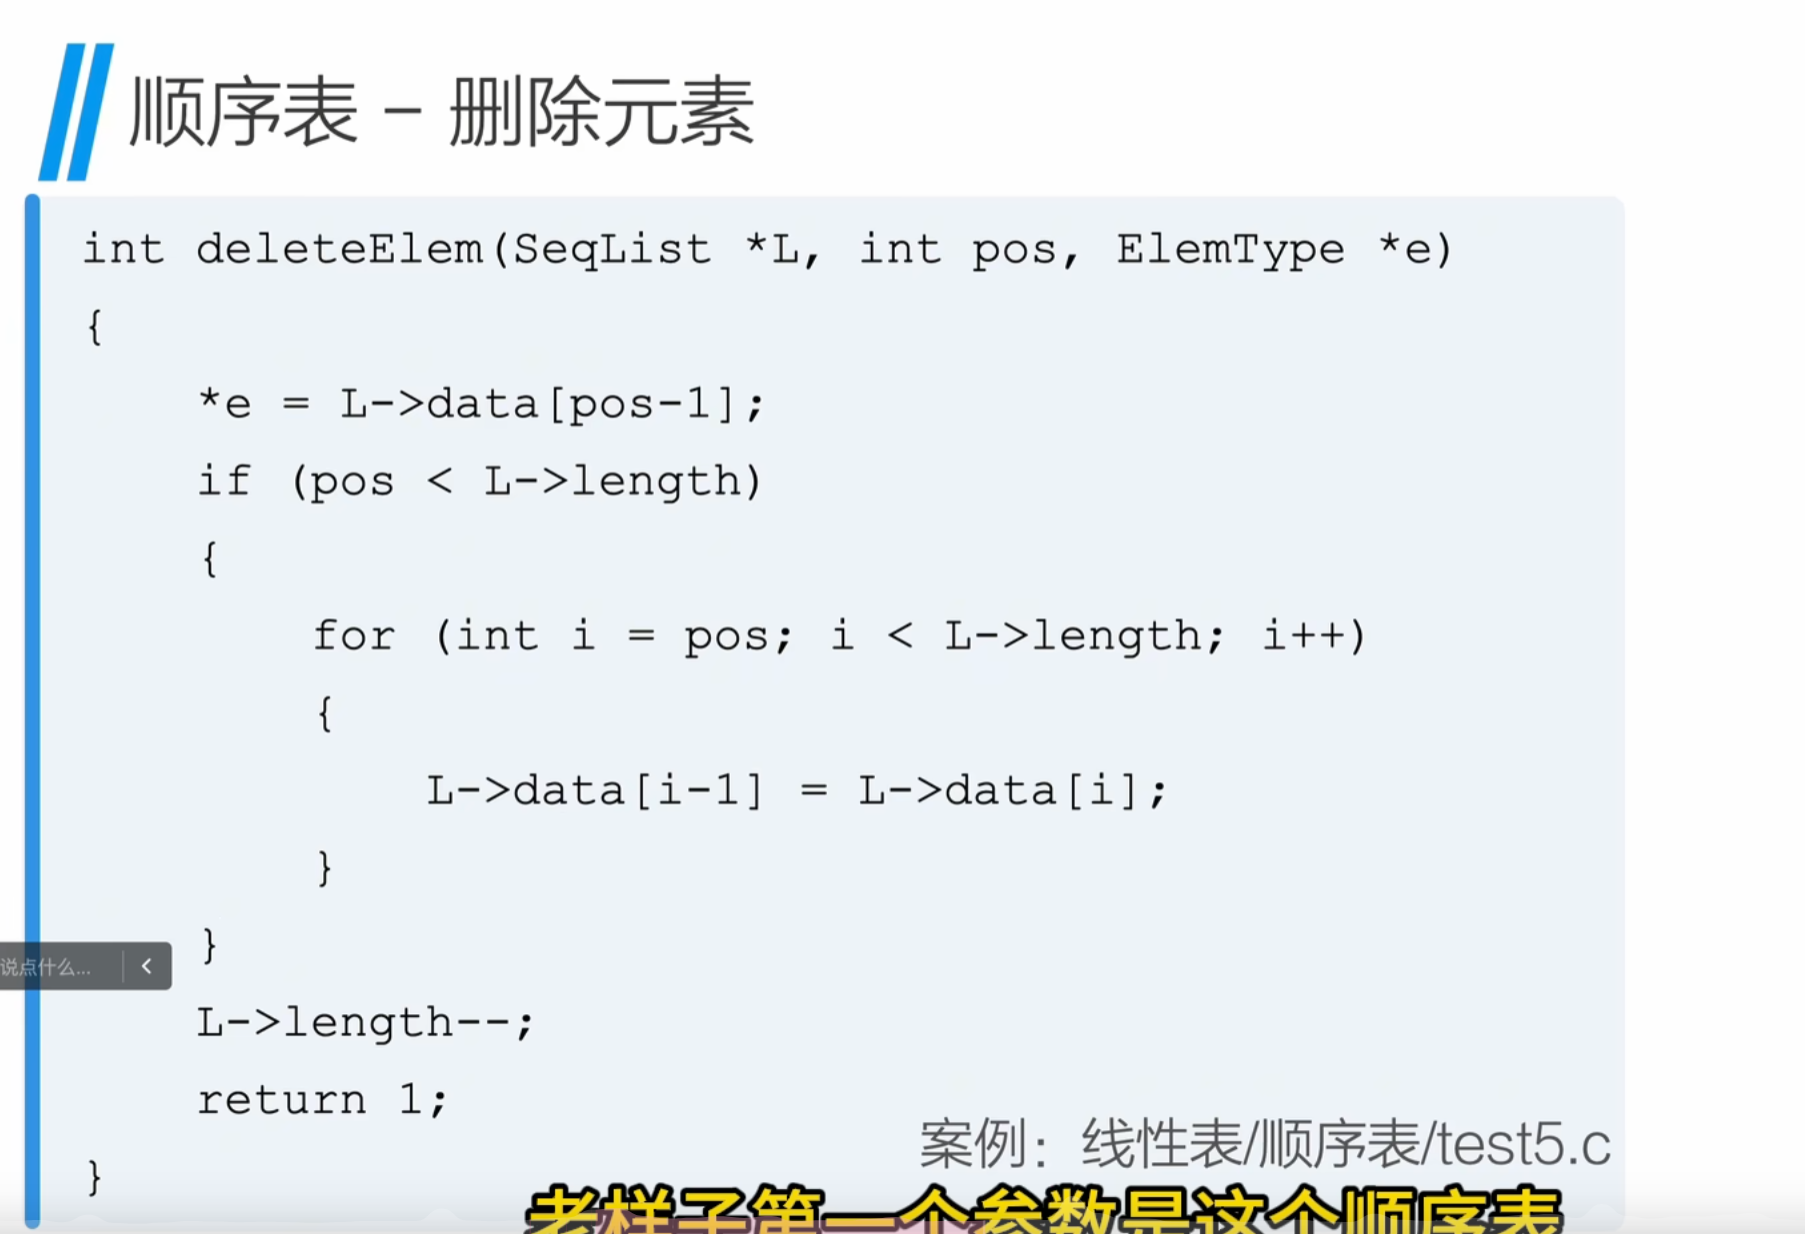 顺序表 - 删除元素
int deleteElem(SeqList *L, int pos, ElemType *e)
{
    *e = L->data[pos-1];
    if (pos < L->length)
    {
        for (int i = pos; i < L->length; i++)
        {
            L->data[i-1] = L->data[i];
        }
    }
说点什么...
    L->length--;
    return 1;
}
案例：线性表/顺序表/test5.c
老样子第一个参数是这个顺序表